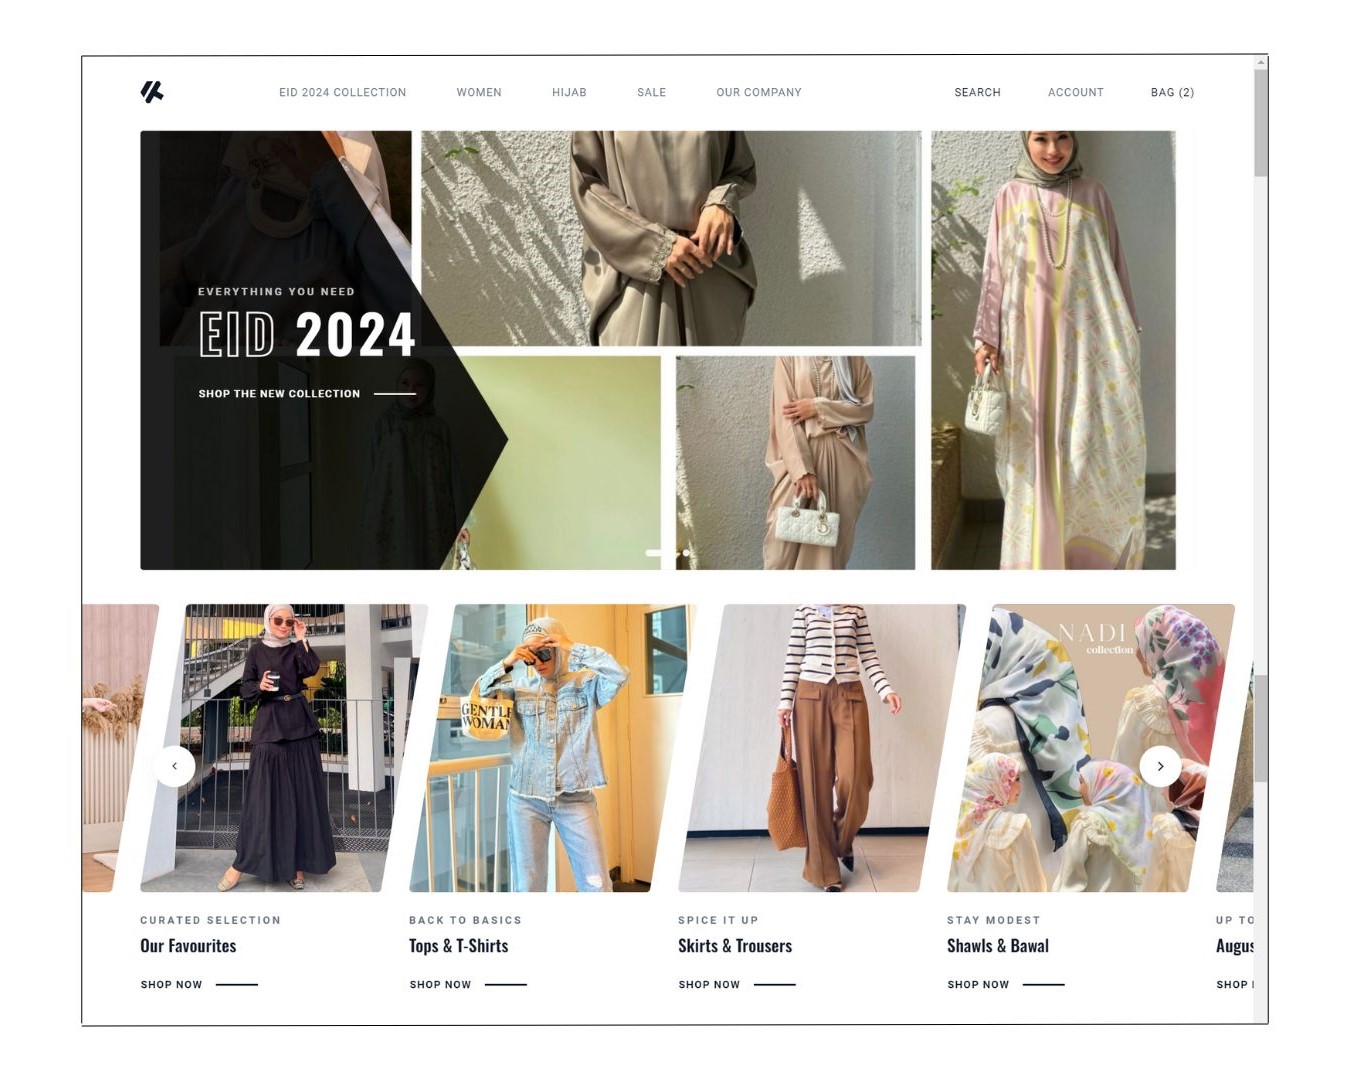 EID 2024 COLLECTION WOMEN HIJAB SALE OUR COMPANY SEARCH ACCOUNT BAG (2)
EVERYTHING YOU NEED
EID 2024
SHOP THE NEW COLLECTION
GENTLE
WOMAN
NADI
collection
CURATED SELECTION
Our Favourites
SHOP NOW
BACK TO BASICS
Tops & T-Shirts
SHOP NOW
SPICE IT UP
Skirts & Trousers
SHOP NOW
STAY MODEST
Shawls & Bawal
SHOP NOW
UP TO
Augus
SHOP